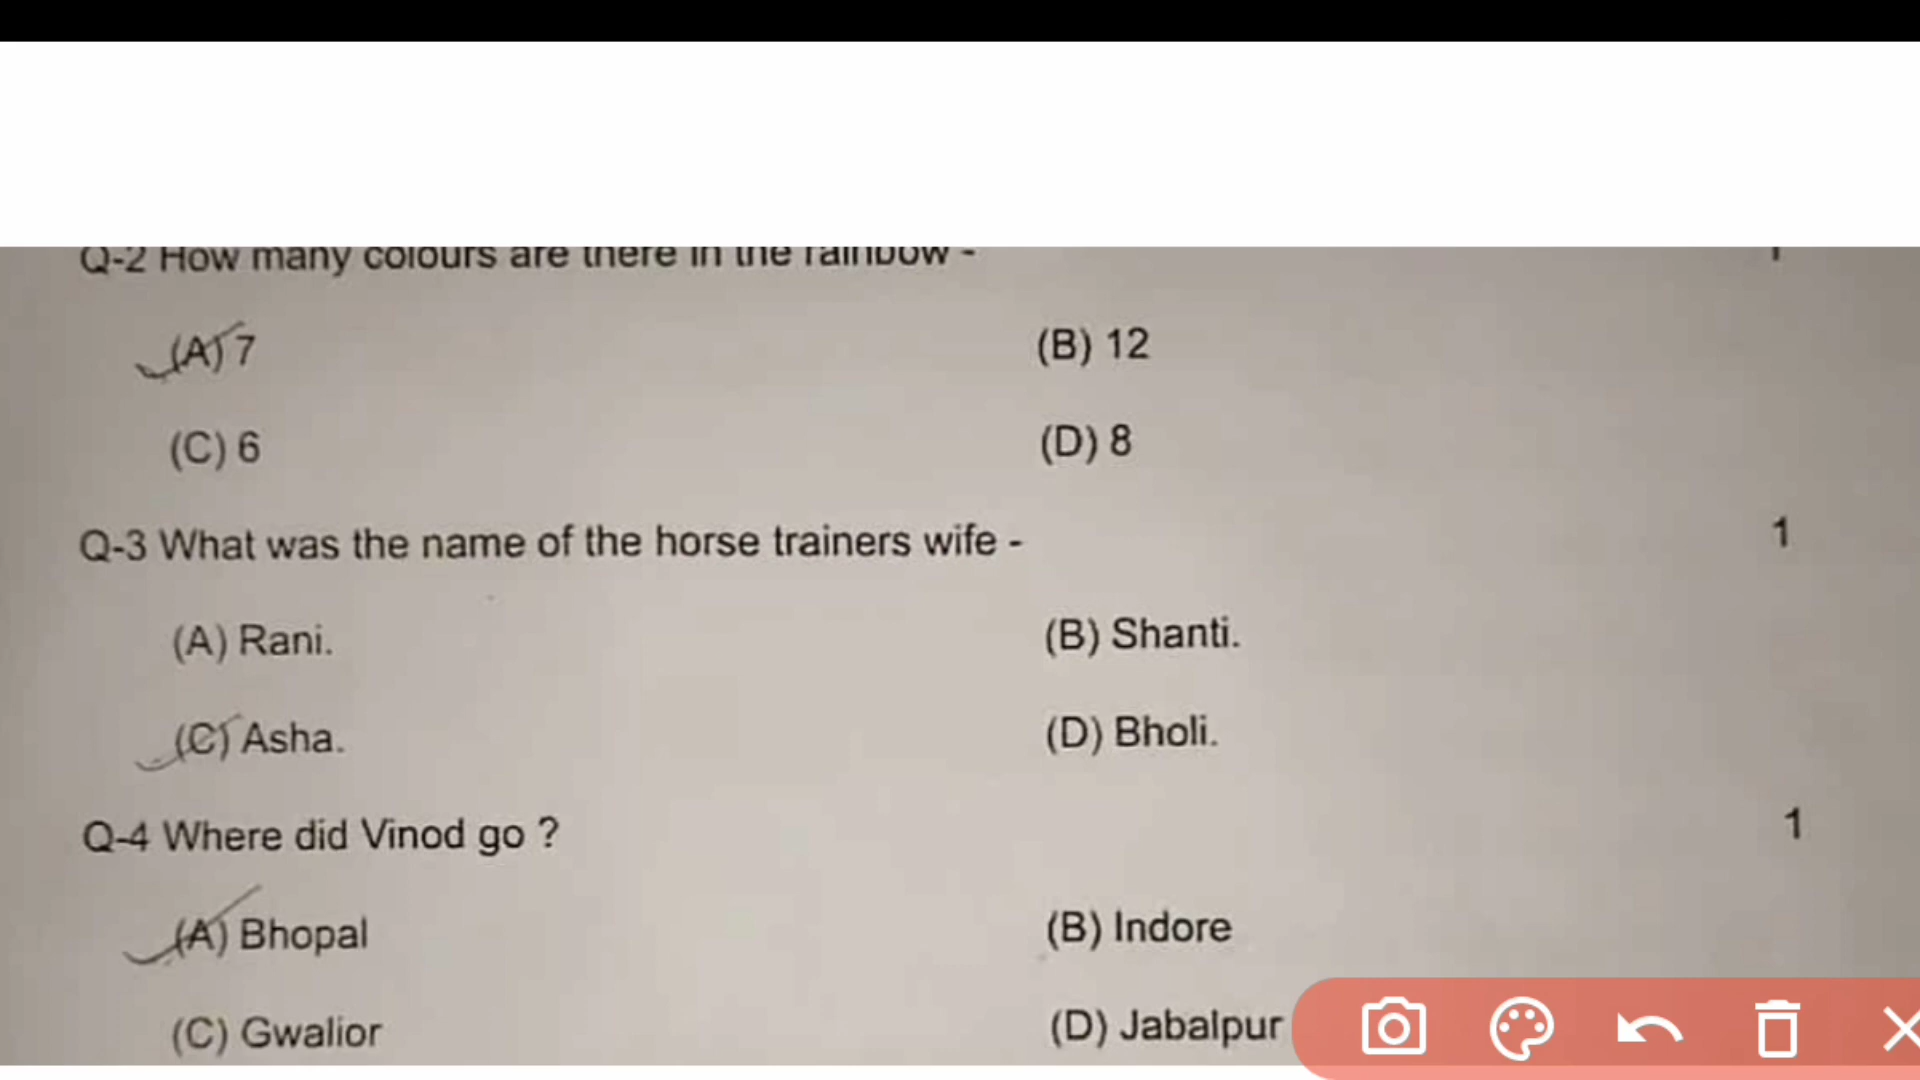 Q-2 How many colours are there in the rainbow - 1
(A) 7 (B) 12
(C) 6 (D) 8
Q-3 What was the name of the horse trainers wife - 1
(A) Rani. (B) Shanti.
(C) Asha. (D) Bholi.
Q-4 Where did Vinod go ? 1
(A) Bhopal (B) Indore
(C) Gwalior (D) Jabalpur